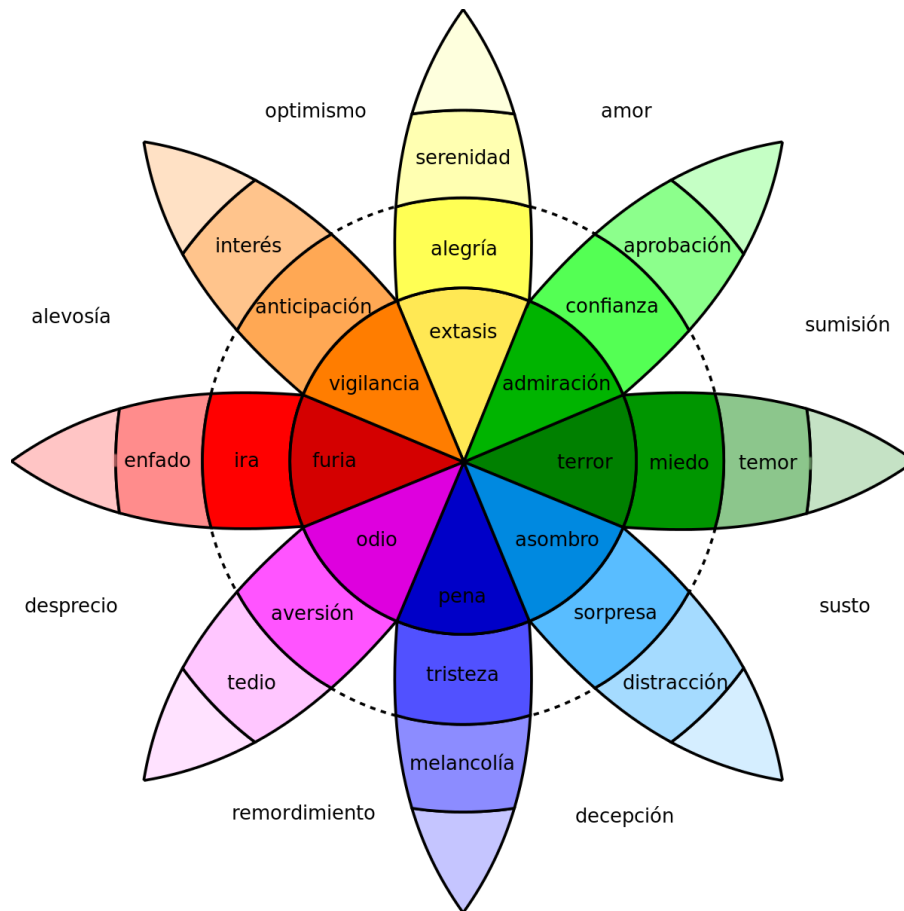 optimismo
amor
serenidad
interés
aprobación
alegría
anticipación
confianza
alevosía
sumisión
extasis
vigilancia
admiración
enfado
ira
furia
terror
miedo
temor
odio
asombro
desprecio
pena
susto
aversión
sorpresa
tristeza
tedio
distracción
melancolía
remordimiento
decepción